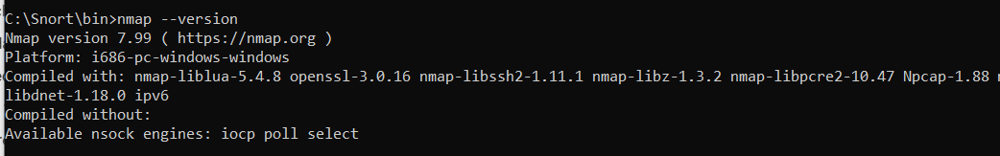 C:\Snort\bin>nmap --version
Nmap version 7.99 ( https://nmap.org )
Platform: i686-pc-windows-windows
Compiled with: nmap-liblua-5.4.8 openssl-3.0.16 nmap-libssh2-1.11.1 nmap-libz-1.3.2 nmap-libpcre2-10.47 Npcap-1.88
libdnet-1.18.0 ipv6
Compiled without:
Available nsock engines: iocp poll select